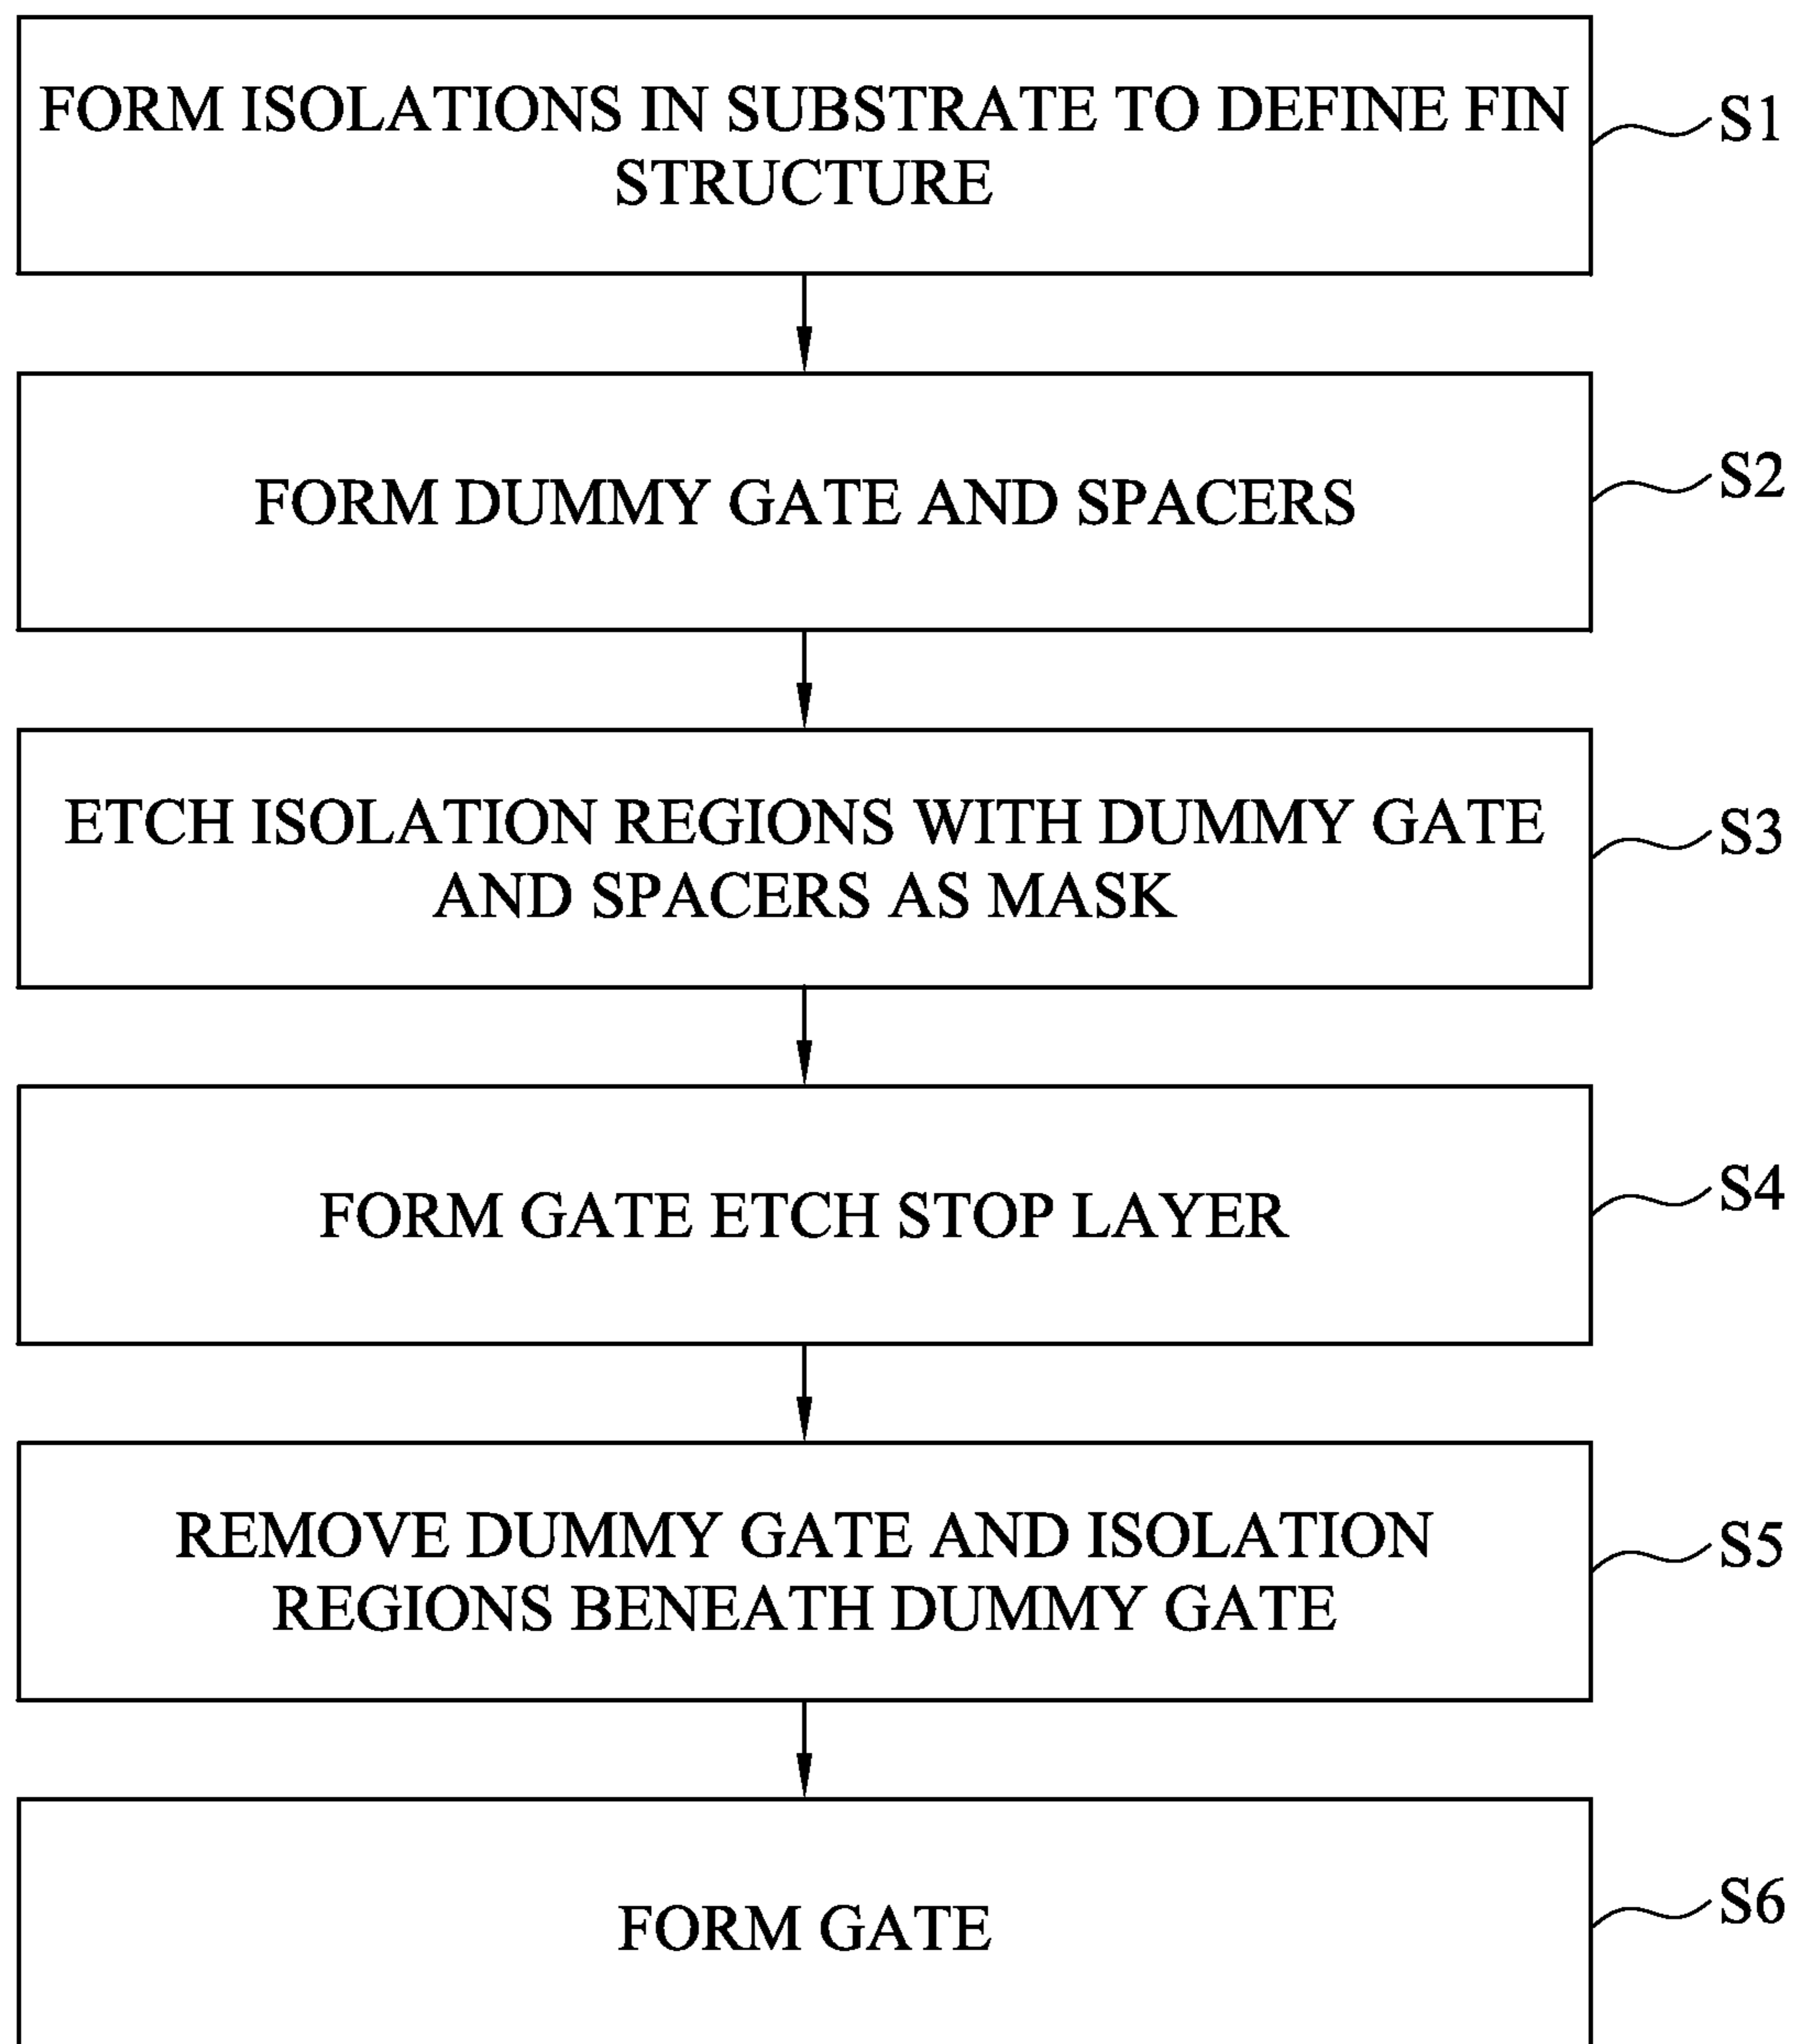 FORM ISOLATIONS IN SUBSTRATE TO DEFINE FIN
STRUCTURE
S1
FORM DUMMY GATE AND SPACERS
S2
ETCH ISOLATION REGIONS WITH DUMMY GATE
AND SPACERS AS MASK
S3
FORM GATE ETCH STOP LAYER
S4
REMOVE DUMMY GATE AND ISOLATION
REGIONS BENEATH DUMMY GATE
S5
FORM GATE
S6